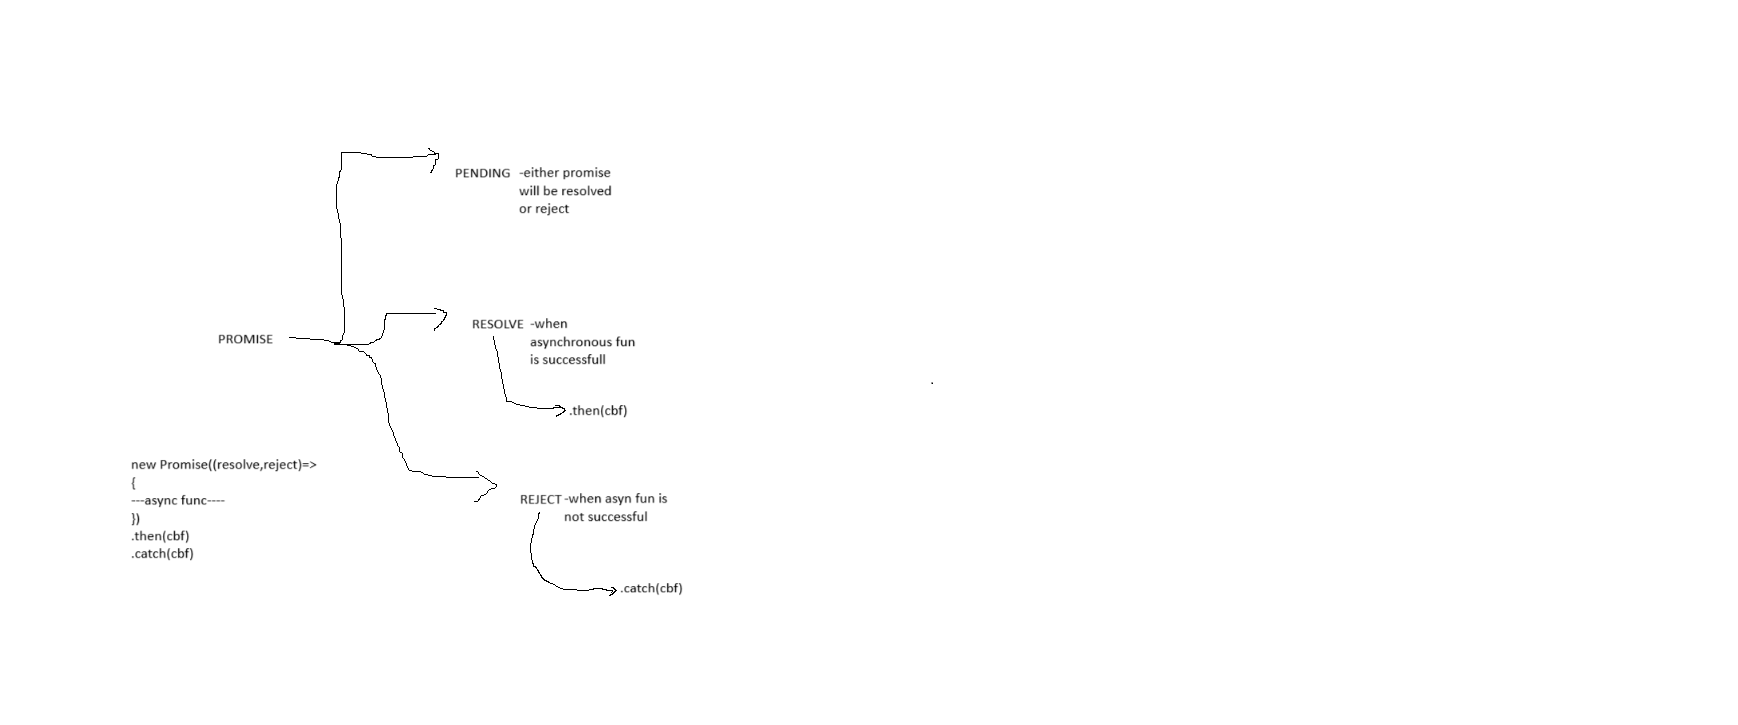 PENDING -either promise
will be resolved
or reject
RESOLVE -when
asynchronous fun
is successfull
PROMISE
.then(cbf)
new Promise((resolve,reject)=>
{
---async func----
})
.then(cbf)
.catch(cbf)
REJECT -when asyn fun is
not successful
.catch(cbf)